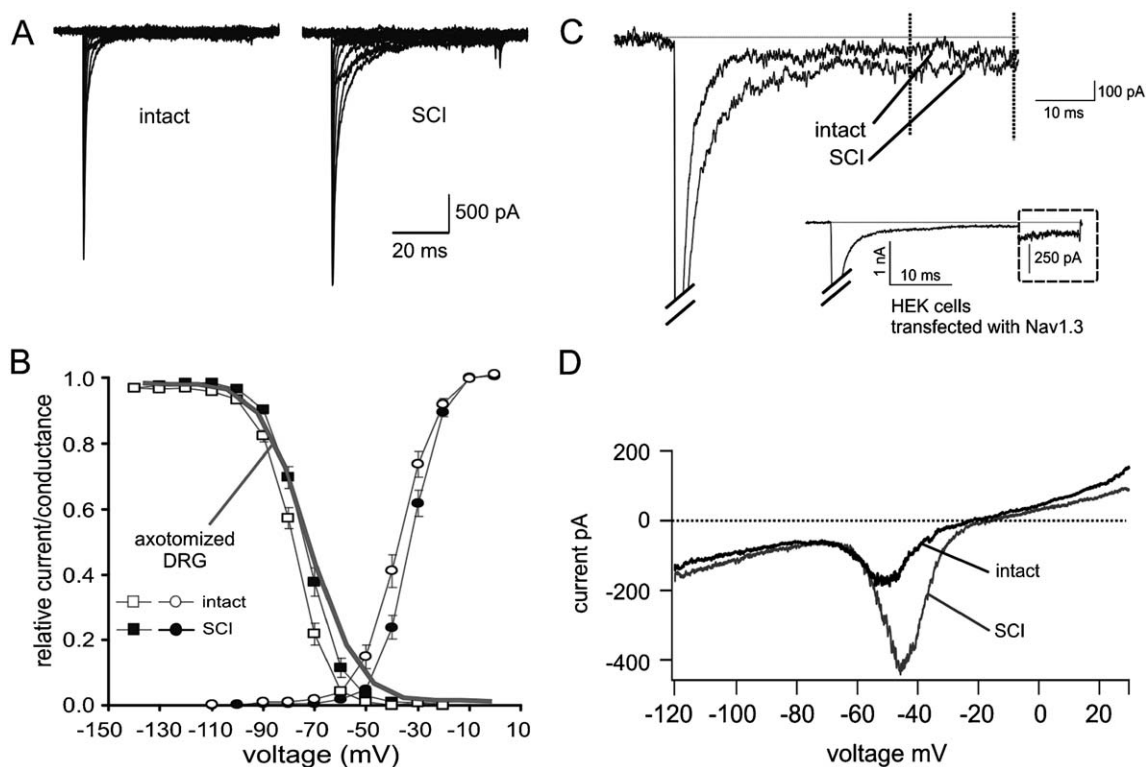 A
intact
SCI
500 pA
20 ms
B
relative current/conductance
1.0
0.8
0.6
0.4
0.2
0.0
axotomized
DRG
intact
SCI
-150 -130 -110 -90 -70 -50 -30 -10 10
voltage (mV)
C
intact
SCI
100 pA
10 ms
1 nA
10 ms
250 pA
HEK cells
transfected with Nav1.3
D
current pA
200
0
-200
-400
intact
SCI
-120 -100 -80 -60 -40 -20 0 20
voltage mV